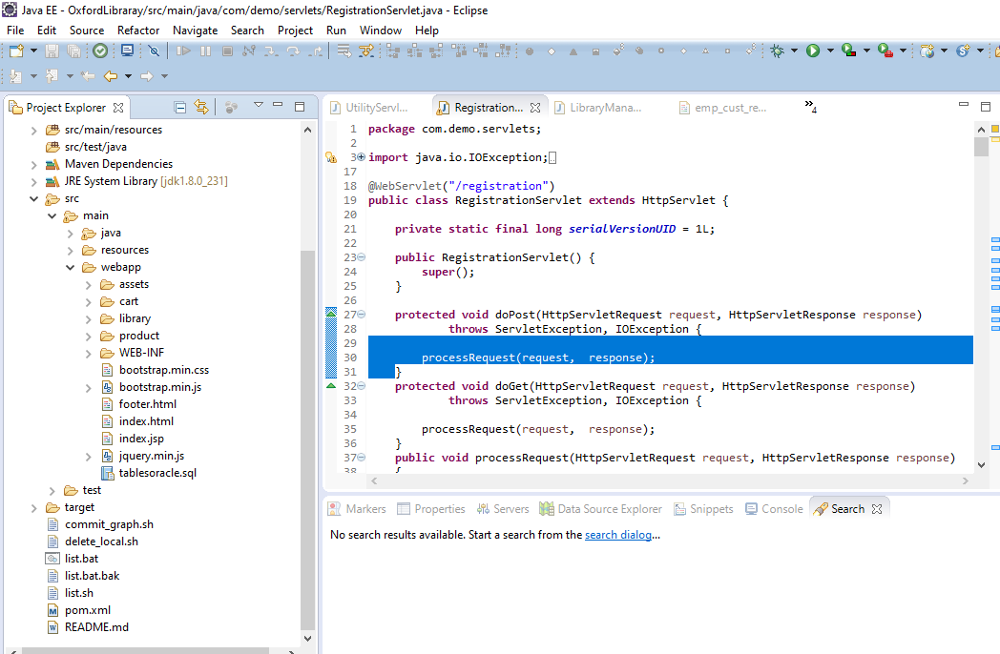 Java EE - OxfordLibraray/src/main/java/com/demo/servlets/RegistrationServlet.java - Eclipse
File Edit Source Refactor Navigate Search Project Run Window Help
Project Explorer
src/main/resources
src/test/java
Maven Dependencies
JRE System Library [jdk1.8.0_231]
src
main
java
resources
webapp
assets
cart
library
product
WEB-INF
bootstrap.min.css
bootstrap.min.js
footer.html
index.html
index.jsp
jquery.min.js
tablesoracle.sql
test
target
commit_graph.sh
delete_local.sh
list.bat
list.bat.bak
list.sh
pom.xml
README.md
UtilityServl... Registration... LibraryMana... emp_cust_re... »4
1 package com.demo.servlets;
2
3 import java.io.IOException;
17
18 @WebServlet("/registration")
19 public class RegistrationServlet extends HttpServlet {
20
21 private static final long serialVersionUID = 1L;
22
23 public RegistrationServlet() {
24 super();
25 }
26
27 protected void doPost(HttpServletRequest request, HttpServletResponse response)
28 throws ServletException, IOException {
29
30 processRequest(request,  response);
31 }
32 protected void doGet(HttpServletRequest request, HttpServletResponse response)
33 throws ServletException, IOException {
34
35 processRequest(request,  response);
36 }
37 public void processRequest(HttpServletRequest request, HttpServletResponse response)
38 {
Markers Properties Servers Data Source Explorer Snippets Console Search
No search results available. Start a search from the search dialog...